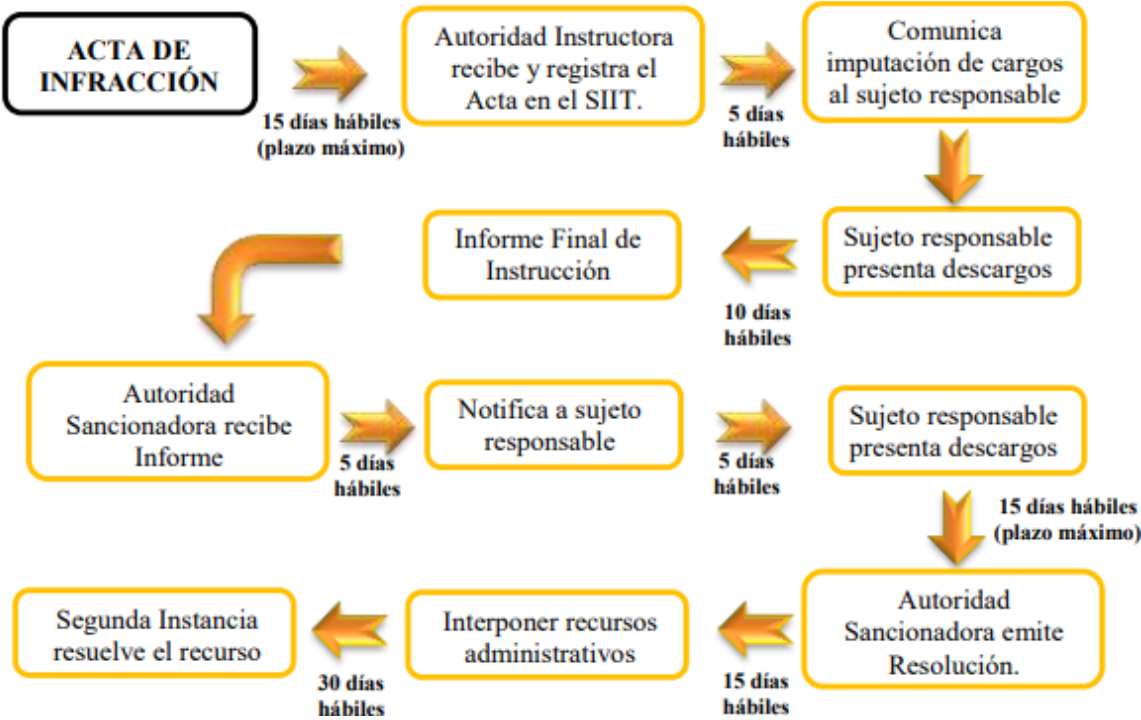 ACTA DE
INFRACCIÓN
15 días hábiles
(plazo máximo)
Autoridad Instructora
recibe y registra el
Acta en el SIIT.
5 días
hábiles
Comunica
imputación de cargos
al sujeto responsable
Sujeto responsable
presenta descargos
10 días
hábiles
Informe Final de
Instrucción
Autoridad
Sancionadora recibe
Informe
5 días
hábiles
Notifica a sujeto
responsable
5 días
hábiles
Sujeto responsable
presenta descargos
15 días hábiles
(plazo máximo)
Autoridad
Sancionadora emite
Resolución.
15 días
hábiles
Interponer recursos
administrativos
30 días
hábiles
Segunda Instancia
resuelve el recurso